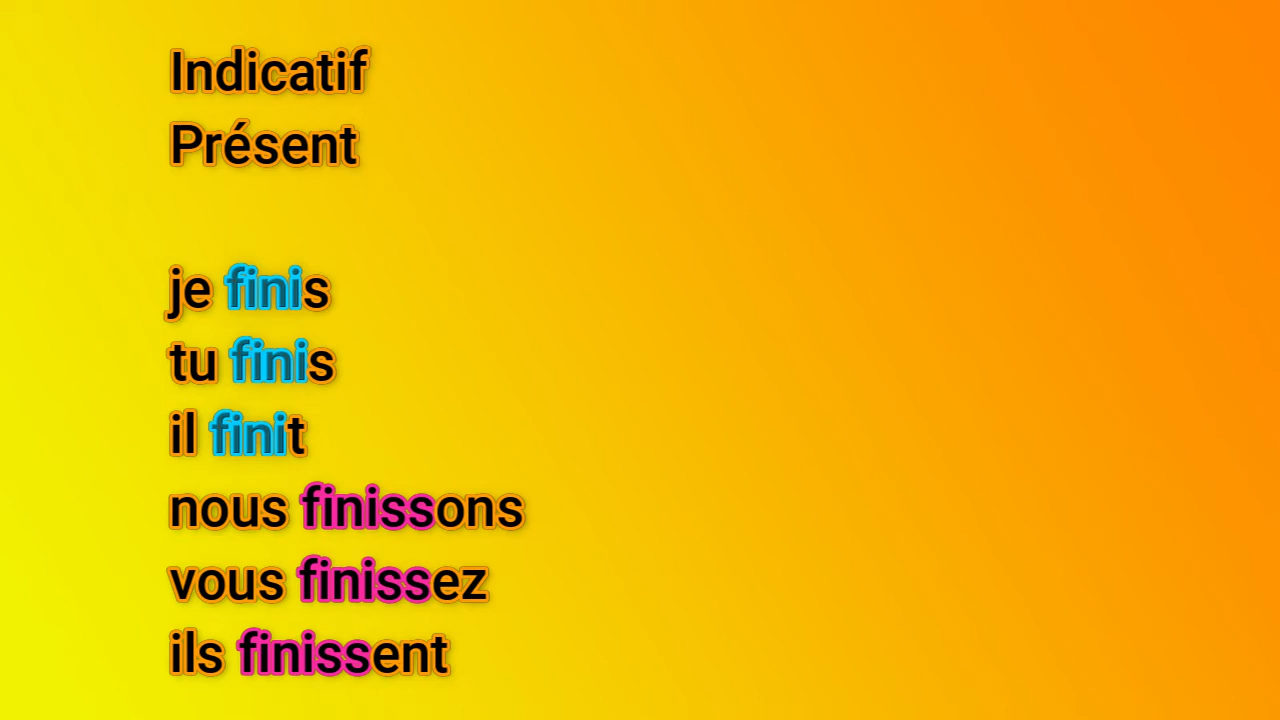 Indicatif
Présent
je finis
tu finis
il finit
nous finissons
vous finissez
ils finissent